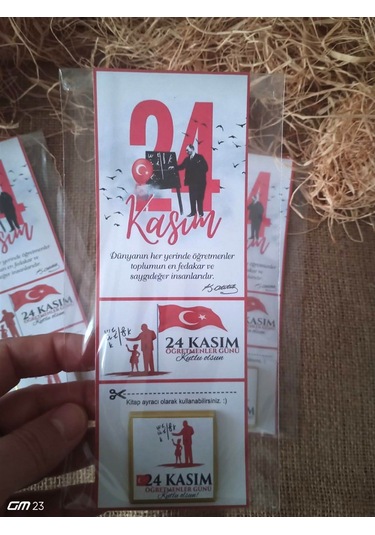 24
Kasım
Dünyanın her yerinde öğretmenler
toplumun en fedakar ve
saygıdeğer insanlarıdır.
24 KASIM
ÖĞRETMENLER GÜNÜ
Kutlu olsun
Kitap ayracı olarak kullanabilirsiniz. :)
24 KASIM
ÖĞRETMENLER GÜNÜ
Kutlu olsun!
GM 23